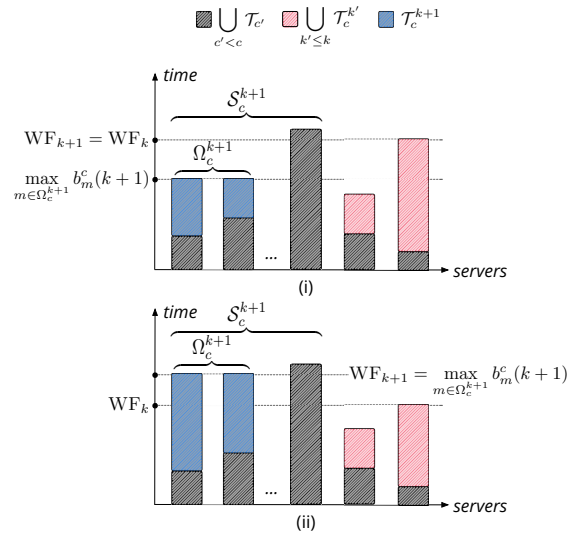 ⋃_{c'<c} 𝒯_{c'} ⋃_{k'≤k} 𝒯_c^{k'} 𝒯_c^{k+1}
time
𝒮_c^{k+1}
WF_{k+1} = WF_k
Ω_c^{k+1}
max_{m∈Ω_c^{k+1}} b_m^c(k+1)
...
servers
(i)
time
𝒮_c^{k+1}
Ω_c^{k+1}
WF_{k+1} = max_{m∈Ω_c^{k+1}} b_m^c(k+1)
WF_k
...
servers
(ii)